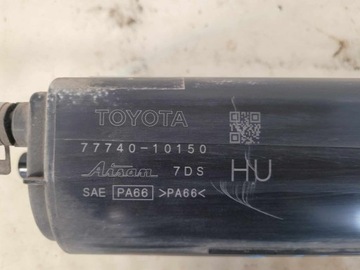 TOYOTA
77740-10150
Aisan 7DS HU
SAE PA66 >PA66<